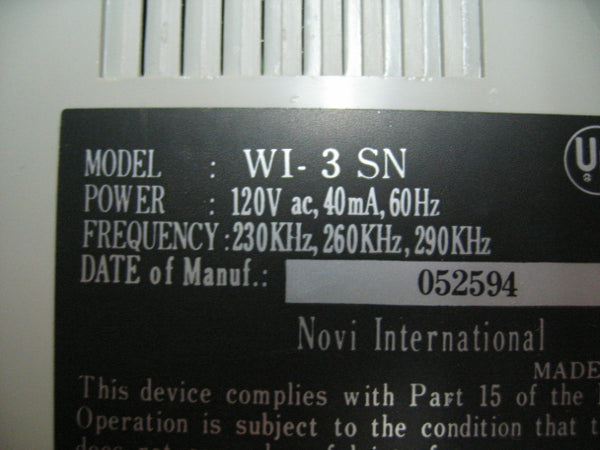 MODEL : WI- 3 SN
POWER : 120V ac, 40mA, 60Hz
FREQUENCY : 230KHz, 260KHz, 290KHz
DATE of Manuf.: 052594
Novi International
MADE
This device complies with Part 15 of the
Operation is subject to the condition that